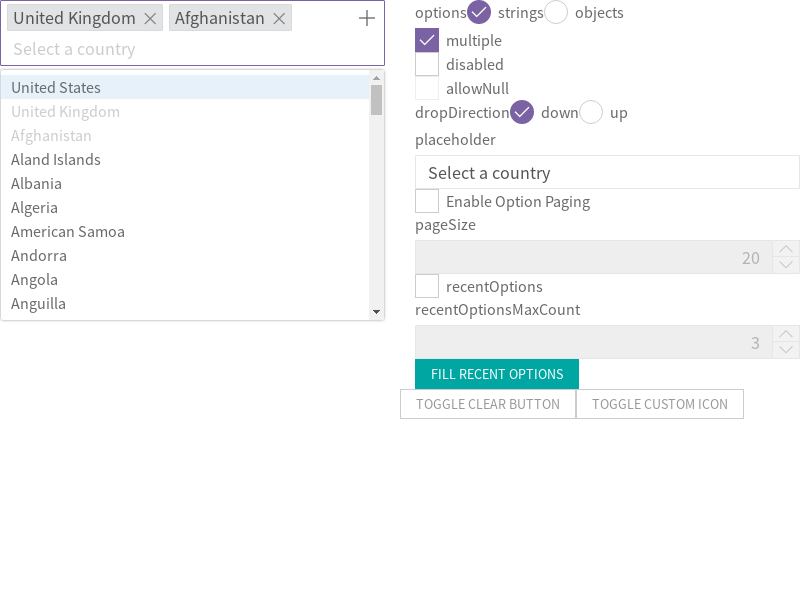 United Kingdom Afghanistan
Select a country
United States
United Kingdom
Afghanistan
Aland Islands
Albania
Algeria
American Samoa
Andorra
Angola
Anguilla
options strings objects
multiple
disabled
allowNull
dropDirection down up
placeholder
Select a country
Enable Option Paging
pageSize
20
recentOptions
recentOptionsMaxCount
3
FILL RECENT OPTIONS
TOGGLE CLEAR BUTTON TOGGLE CUSTOM ICON